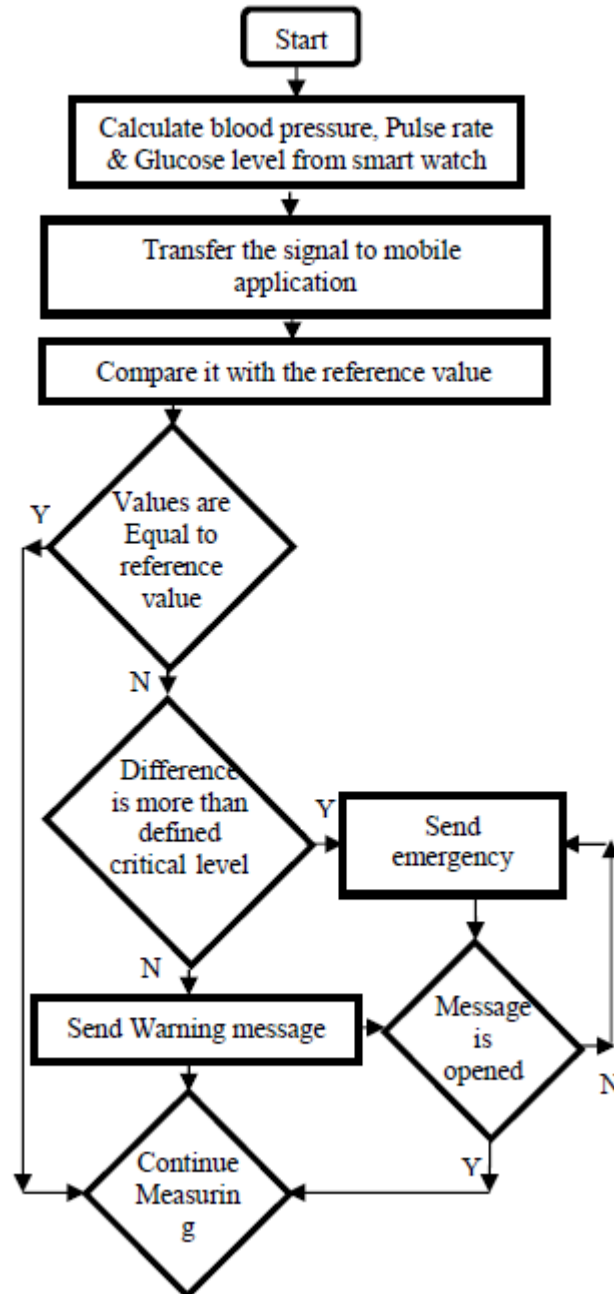 Start
Calculate blood pressure, Pulse rate
& Glucose level from smart watch
Transfer the signal to mobile
application
Compare it with the reference value
Y
Values are
Equal to
reference
value
N
Difference
is more than
defined
critical level
Y
Send
emergency
N
Send Warning message
Message
is
opened
N
Y
Continue
Measurin
g